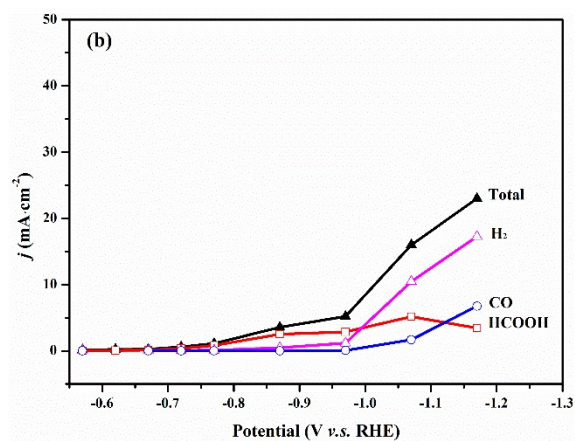 (b)
50
40
30
20
10
0
j (mA·cm-2)
Total
H2
CO
HCOOH
-0.6 -0.7 -0.8 -0.9 -1.0 -1.1 -1.2 -1.3
Potential (V v.s. RHE)